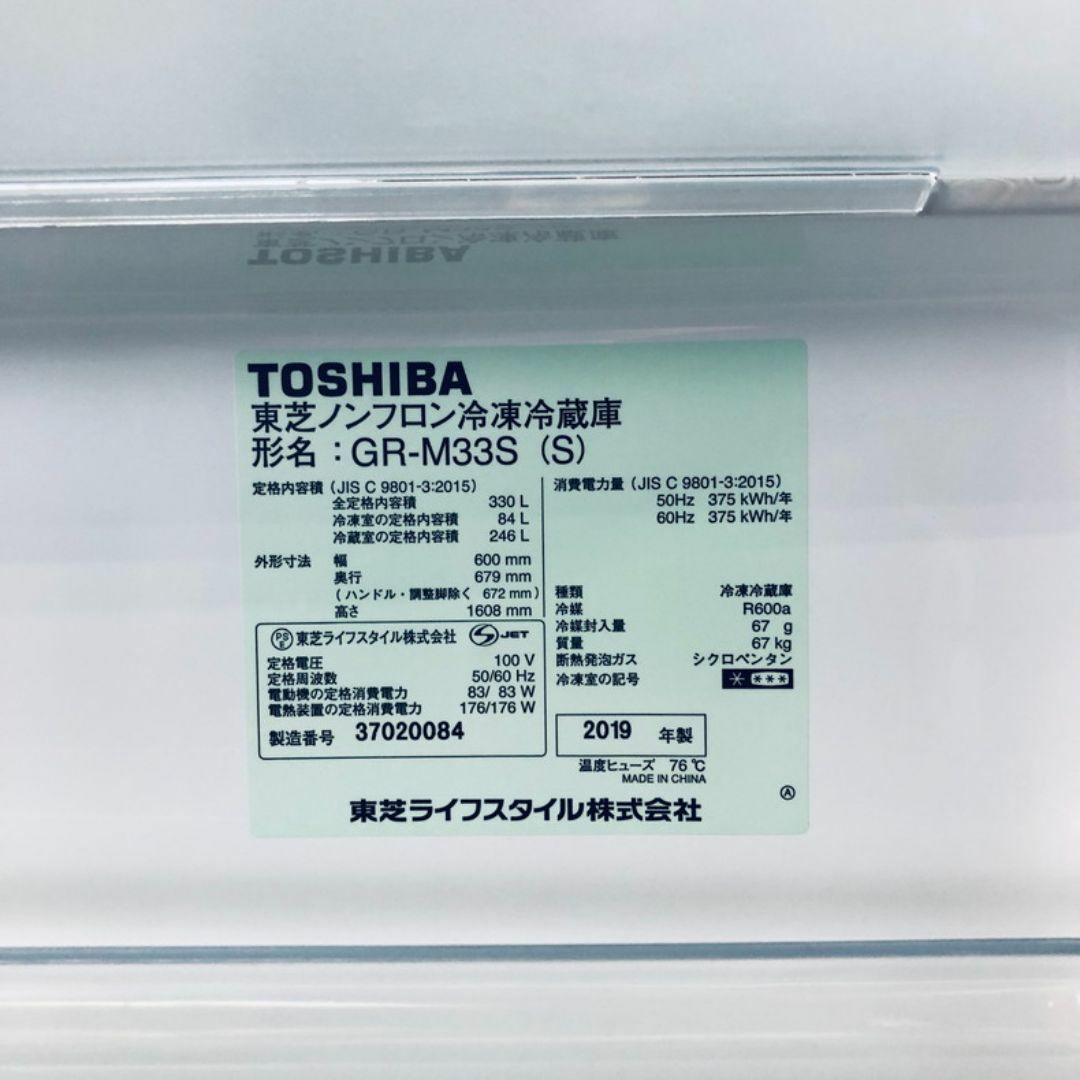 TOSHIBA
東芝ノンフロン冷凍冷蔵庫
形名：GR-M33S (S)
定格内容積 (JIS C 9801-3:2015)
全定格内容積 330 L
冷凍室の定格内容積 84 L
冷蔵室の定格内容積 246 L
外形寸法 幅 600 mm
奥行 679 mm
(ハンドル・調整脚除く 672 mm)
高さ 1608 mm
PSE 東芝ライフスタイル株式会社 S JET
定格電圧 100 V
定格周波数 50/60 Hz
電動機の定格消費電力 83/ 83 W
電熱装置の定格消費電力 176/176 W
製造番号 37020084
消費電力量 (JIS C 9801-3:2015)
50Hz 375 kWh/年
60Hz 375 kWh/年
種類 冷凍冷蔵庫
冷媒 R600a
冷媒封入量 67 g
質量 67 kg
断熱発泡ガス シクロペンタン
冷凍室の記号 * ***
2019 年製
温度ヒューズ 76 ℃
MADE IN CHINA
Ⓐ
東芝ライフスタイル株式会社